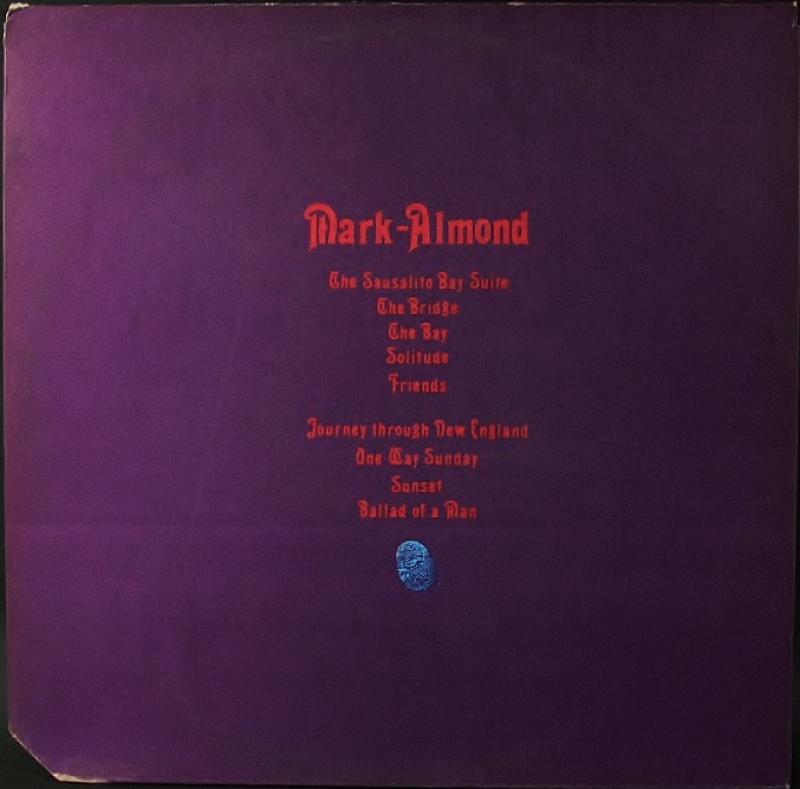 Mark-Almond
The Sausalito Bay Suite
The Bridge
The Bay
Solitude
Friends
Journey through New England
One Way Sunday
Sunset
Ballad of a Man